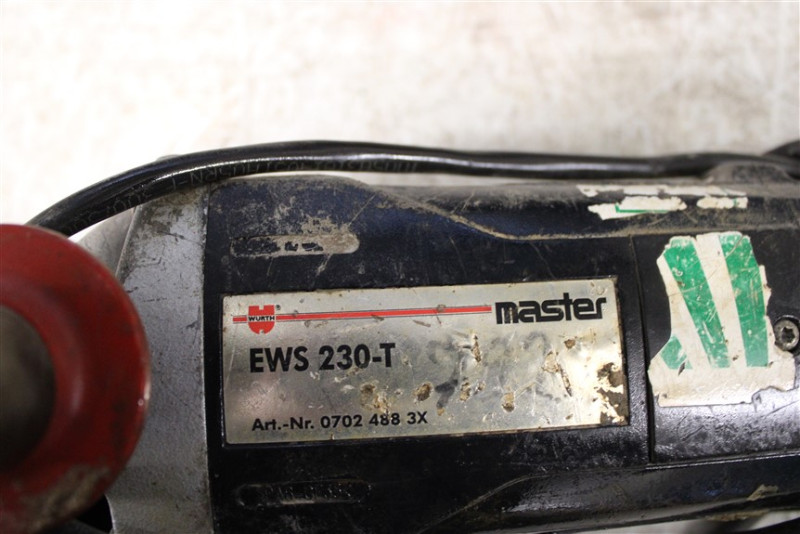 WÜRTH
master
EWS 230-T
Art.-Nr. 0702 488 3X